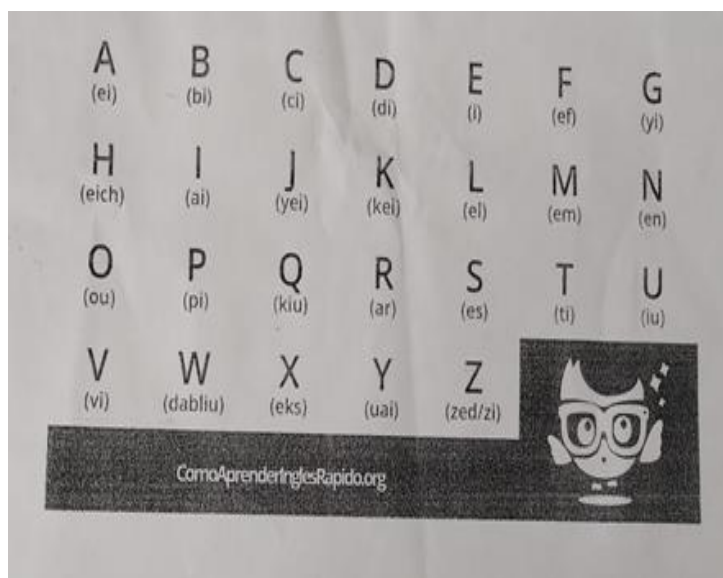 A B C D E F G
(ei) (bi) (ci) (di) (i) (ef) (yi)
H I J K L M N
(eich) (ai) (yei) (kei) (el) (em) (en)
O P Q R S T U
(ou) (pi) (kiu) (ar) (es) (ti) (iu)
V W X Y Z
(vi) (dabliu) (eks) (uai) (zed/zi)
ComoAprenderInglesRapido.org